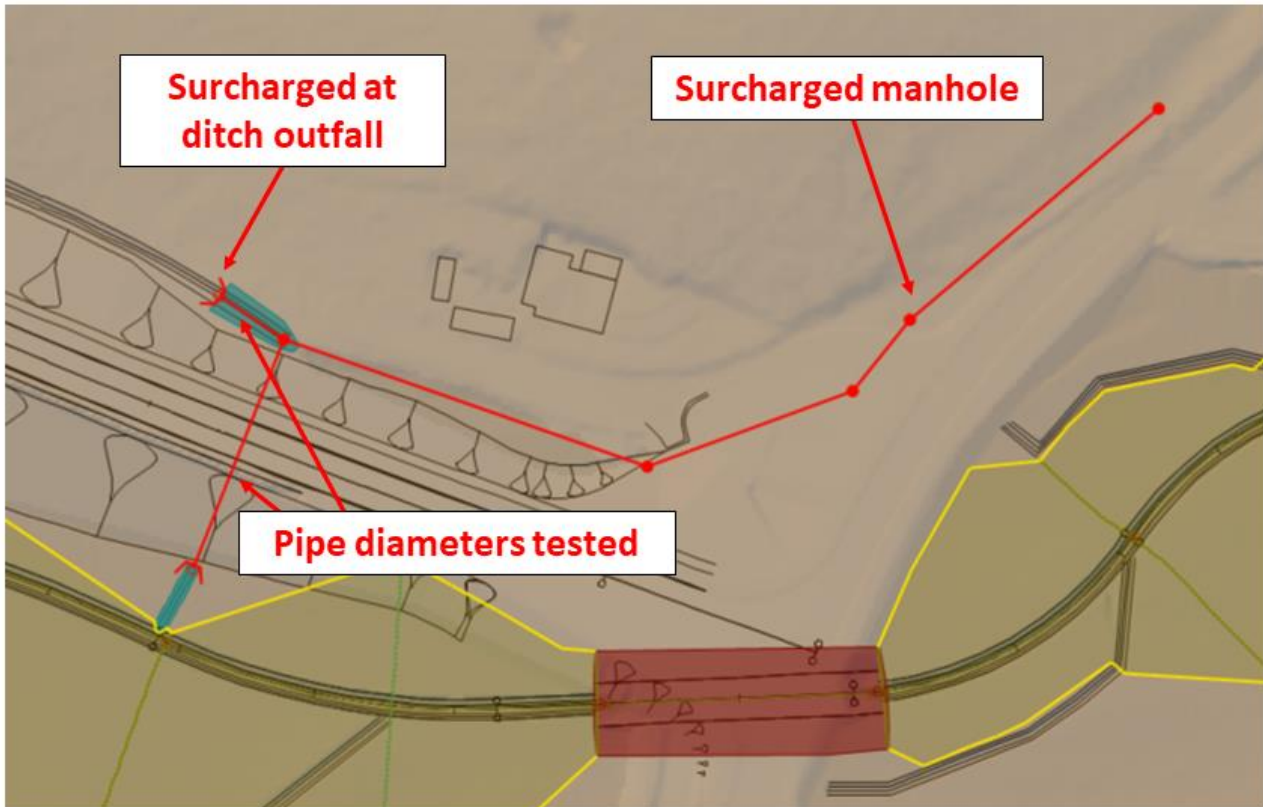 Surcharged at
ditch outfall
Surcharged manhole
Pipe diameters tested